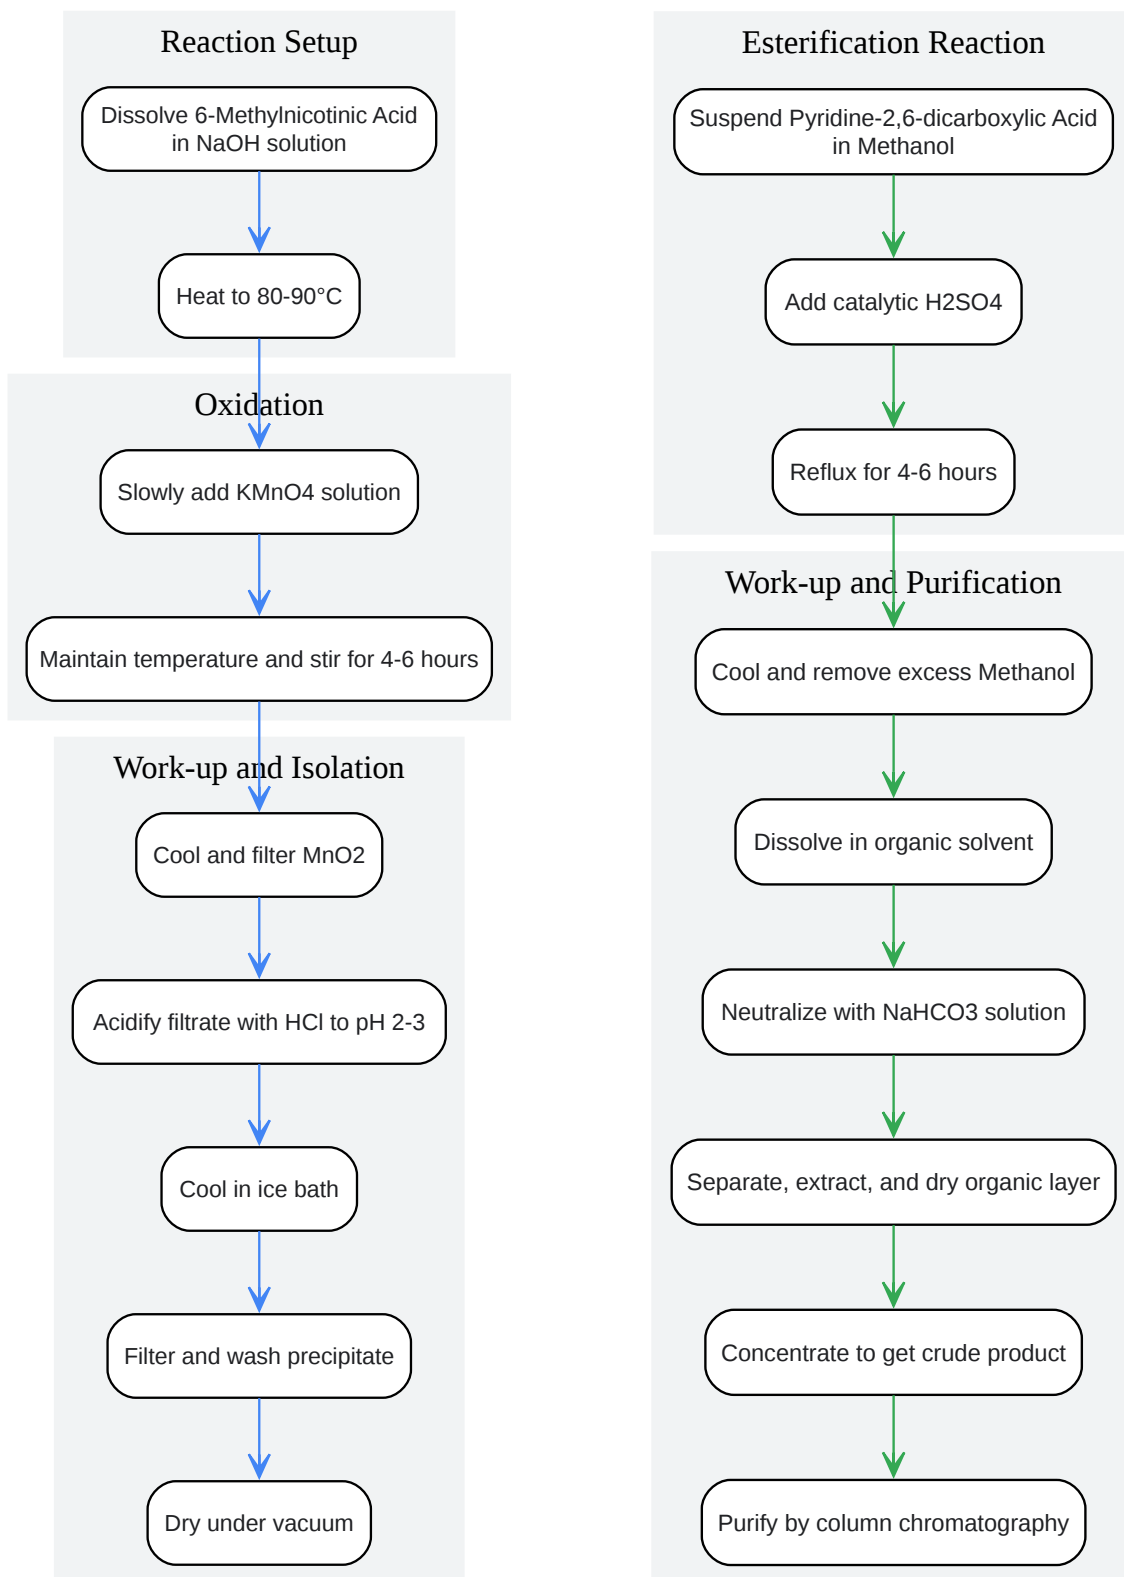 Reaction Setup
Dissolve 6-Methylnicotinic Acid
in NaOH solution
Heat to 80-90°C
Oxidation
Slowly add KMnO4 solution
Maintain temperature and stir for 4-6 hours
Work-up and Isolation
Cool and filter MnO2
Acidify filtrate with HCl to pH 2-3
Cool in ice bath
Filter and wash precipitate
Dry under vacuum
Esterification Reaction
Suspend Pyridine-2,6-dicarboxylic Acid
in Methanol
Add catalytic H2SO4
Reflux for 4-6 hours
Work-up and Purification
Cool and remove excess Methanol
Dissolve in organic solvent
Neutralize with NaHCO3 solution
Separate, extract, and dry organic layer
Concentrate to get crude product
Purify by column chromatography